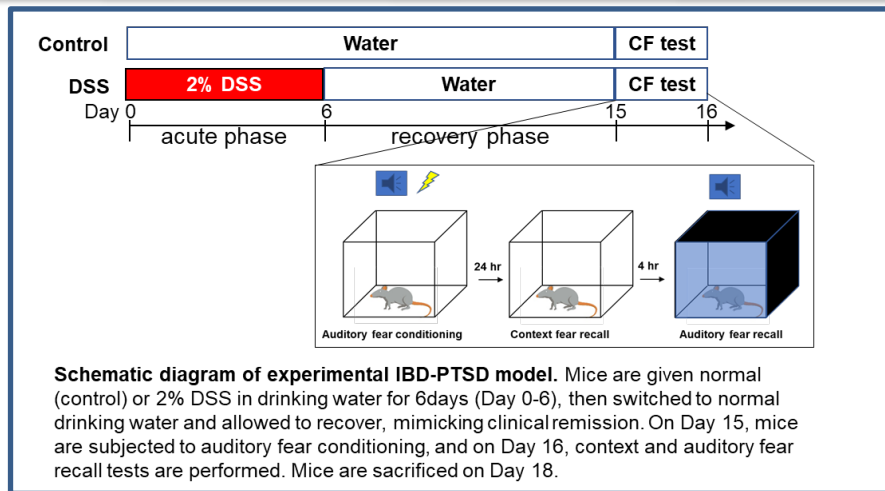 Control Water CF test
DSS 2% DSS Water CF test
Day 0 6 15 16
acute phase recovery phase
24 hr 4 hr
Auditory fear conditioning Context fear recall Auditory fear recall
Schematic diagram of experimental IBD-PTSD model. Mice are given normal
(control) or 2% DSS in drinking water for 6days (Day 0-6), then switched to normal
drinking water and allowed to recover, mimicking clinical remission. On Day 15, mice
are subjected to auditory fear conditioning, and on Day 16, context and auditory fear
recall tests are performed. Mice are sacrificed on Day 18.